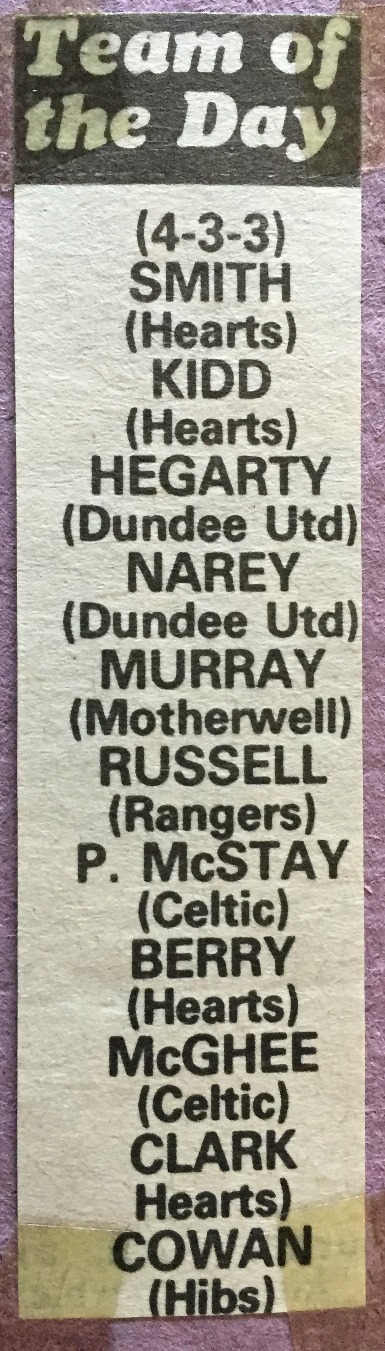 Team of
the Day
(4-3-3)
SMITH
(Hearts)
KIDD
(Hearts)
HEGARTY
(Dundee Utd)
NAREY
(Dundee Utd)
MURRAY
(Motherwell)
RUSSELL
(Rangers)
P. McSTAY
(Celtic)
BERRY
(Hearts)
McGHEE
(Celtic)
CLARK
Hearts)
COWAN
(Hibs)